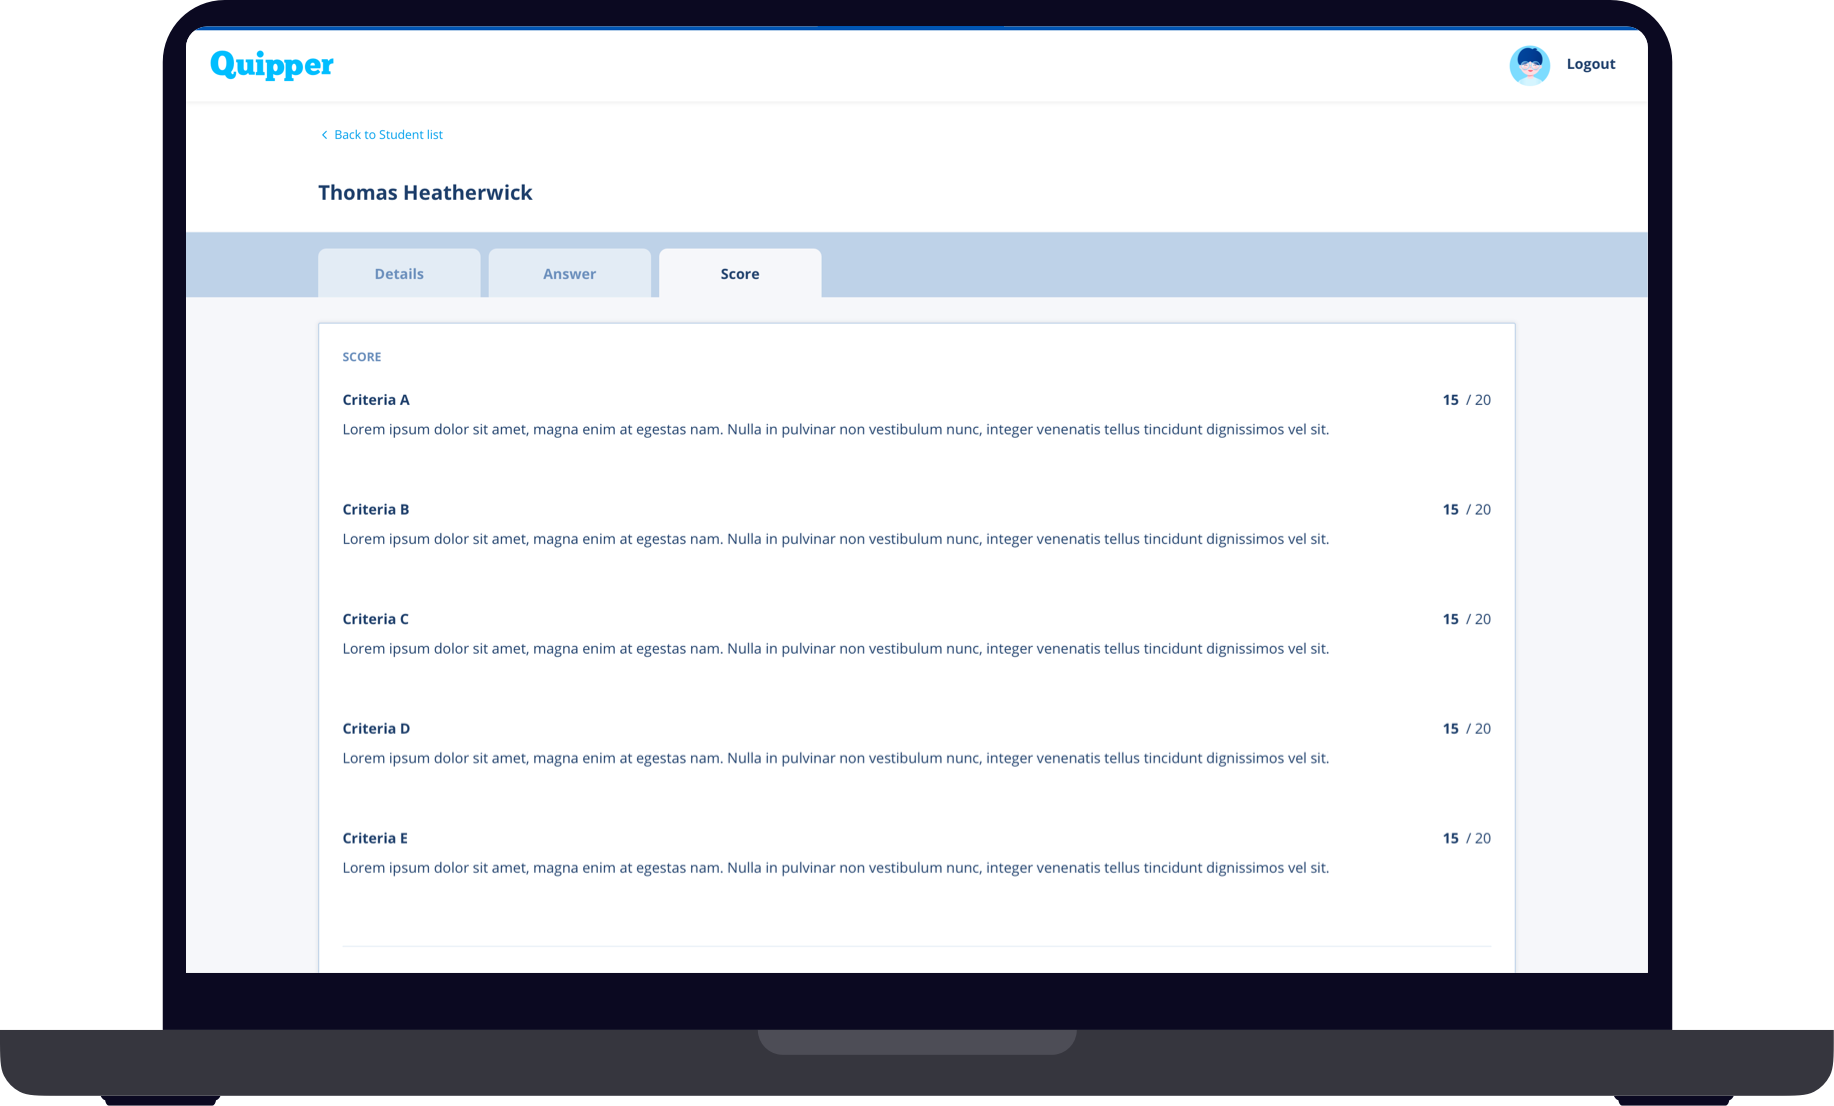 Quipper
Logout
Back to Student list
Thomas Heatherwick
Details
Answer
Score
SCORE
Criteria A
15 / 20
Lorem ipsum dolor sit amet, magna enim at egestas nam. Nulla in pulvinar non vestibulum nunc, integer venenatis tellus tincidunt dignissimos vel sit.
Criteria B
15 / 20
Lorem ipsum dolor sit amet, magna enim at egestas nam. Nulla in pulvinar non vestibulum nunc, integer venenatis tellus tincidunt dignissimos vel sit.
Criteria C
15 / 20
Lorem ipsum dolor sit amet, magna enim at egestas nam. Nulla in pulvinar non vestibulum nunc, integer venenatis tellus tincidunt dignissimos vel sit.
Criteria D
15 / 20
Lorem ipsum dolor sit amet, magna enim at egestas nam. Nulla in pulvinar non vestibulum nunc, integer venenatis tellus tincidunt dignissimos vel sit.
Criteria E
15 / 20
Lorem ipsum dolor sit amet, magna enim at egestas nam. Nulla in pulvinar non vestibulum nunc, integer venenatis tellus tincidunt dignissimos vel sit.